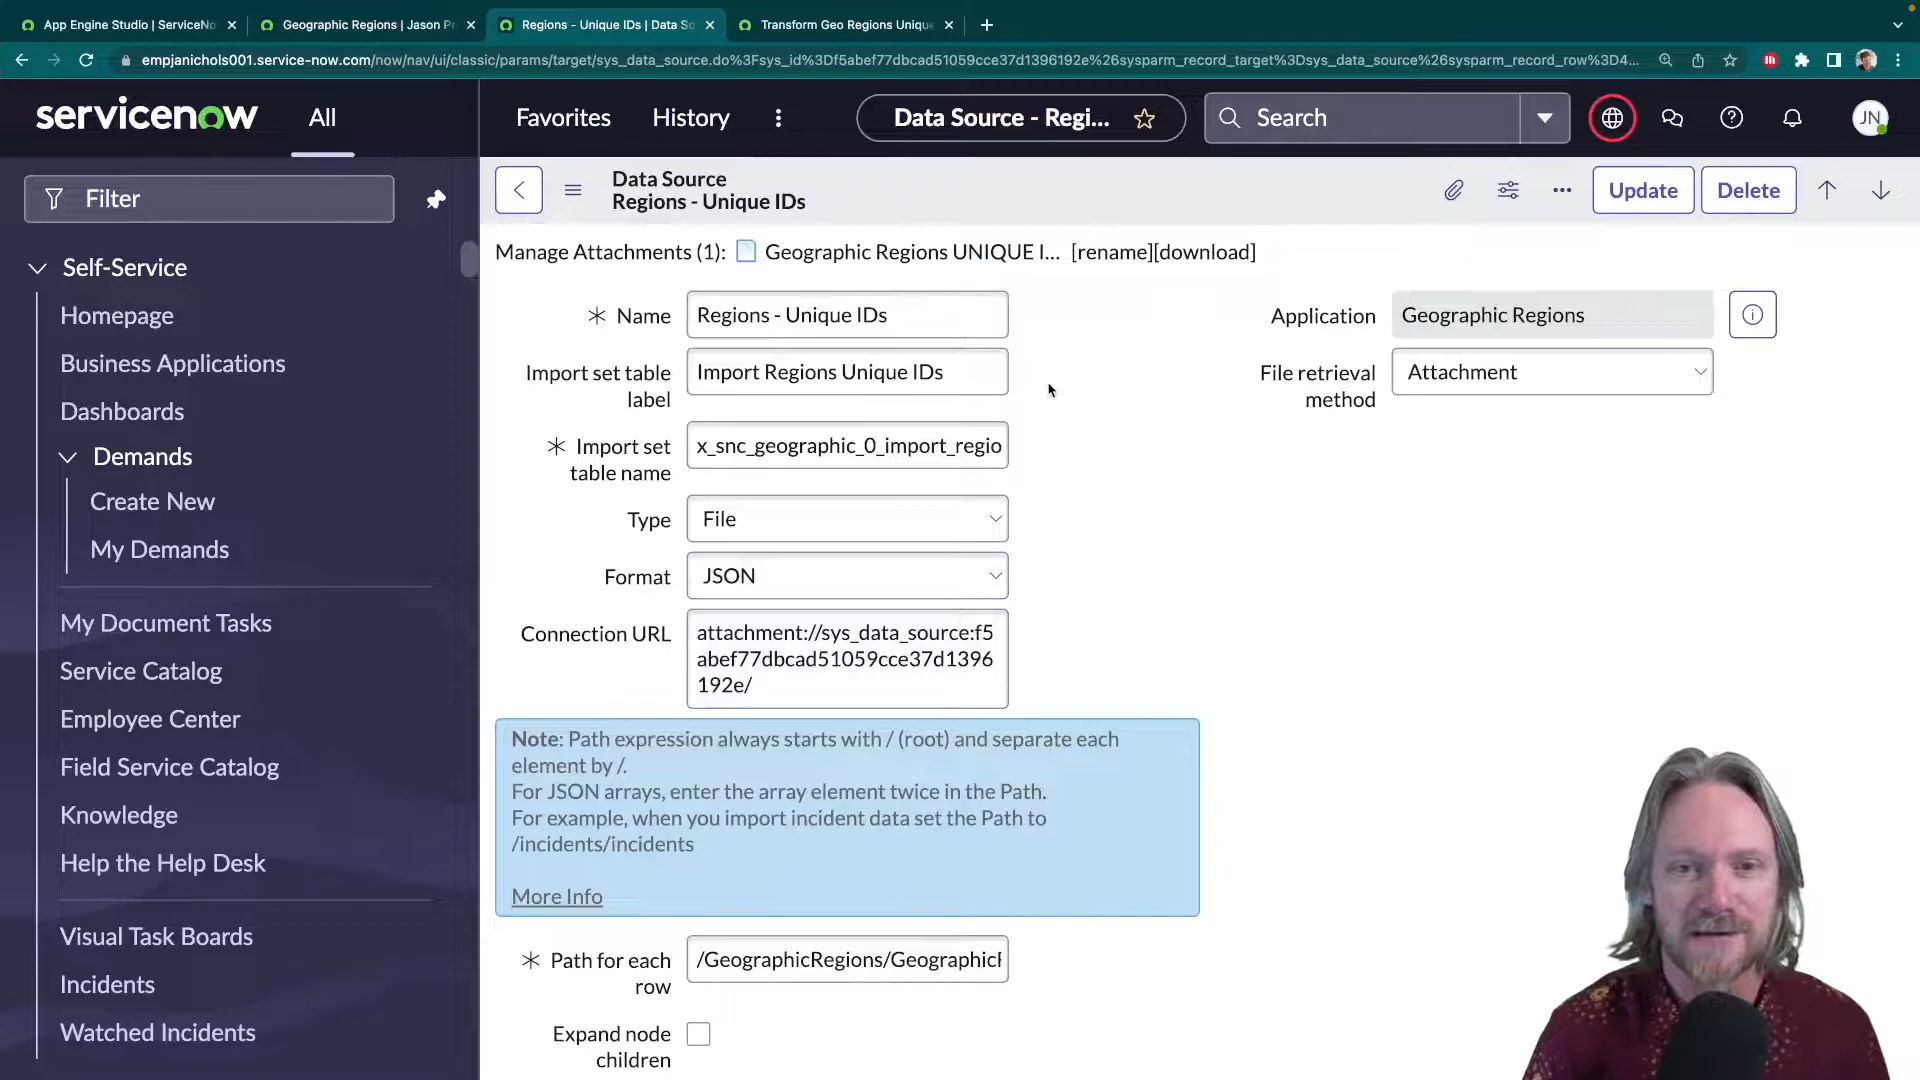 App Engine Studio | ServiceNo
Geographic Regions | Jason Pr
Regions - Unique IDs | Data So
Transform Geo Regions Unique
empjanichols001.service-now.com/now/nav/ui/classic/params/target/sys_data_source.do%3Fsys_id%3Df5abef77dbcad51059cce37d1396192e%26sysparm_record_target%3Dsys_data_source%26sysparm_record_row%3D4...
servicenow
All
Favorites
History
Data Source - Regi...
Search
JN
Filter
Data Source
Regions - Unique IDs
Update
Delete
Manage Attachments (1): Geographic Regions UNIQUE I... [rename][download]
Self-Service
Homepage
Business Applications
Dashboards
Demands
Create New
My Demands
My Document Tasks
Service Catalog
Employee Center
Field Service Catalog
Knowledge
Help the Help Desk
Visual Task Boards
Incidents
Watched Incidents
Name
Regions - Unique IDs
Application
Geographic Regions
Import set table
label
Import Regions Unique IDs
File retrieval
method
Attachment
Import set
table name
x_snc_geographic_0_import_regio
Type
File
Format
JSON
Connection URL
attachment://sys_data_source:f5
abef77dbcad51059cce37d1396
192e/
Note: Path expression always starts with / (root) and separate each
element by /.
For JSON arrays, enter the array element twice in the Path.
For example, when you import incident data set the Path to
/incidents/incidents
More Info
Path for each
row
/GeographicRegions/Geographic
Expand node
children